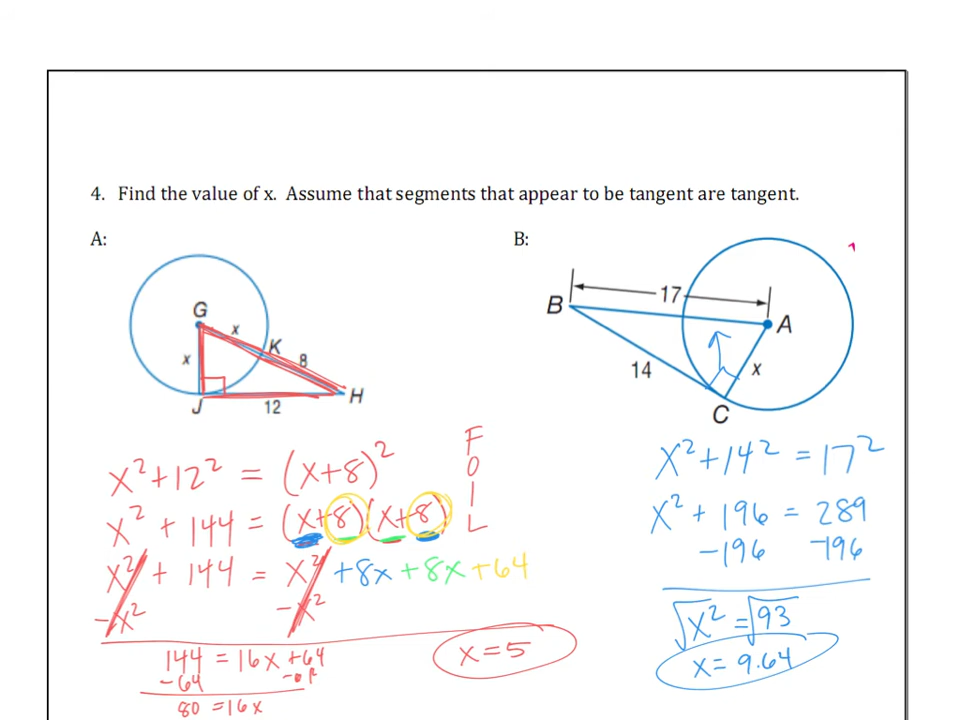 4. Find the value of x. Assume that segments that appear to be tangent are tangent.
A:
B:
G
x
K
8
x
J
12
H
B
17
A
14
x
C
x² + 12² = (x+8)²
x² + 144 = (x+8)(x+8)
x² + 144 = x² + 8x + 8x + 64
-x² -x²
144 = 16x + 64
-64
80 = 16x
F
O
I
L
x = 5
x² + 14² = 17²
x² + 196 = 289
-196 -196
√x² = √93
x = 9.64